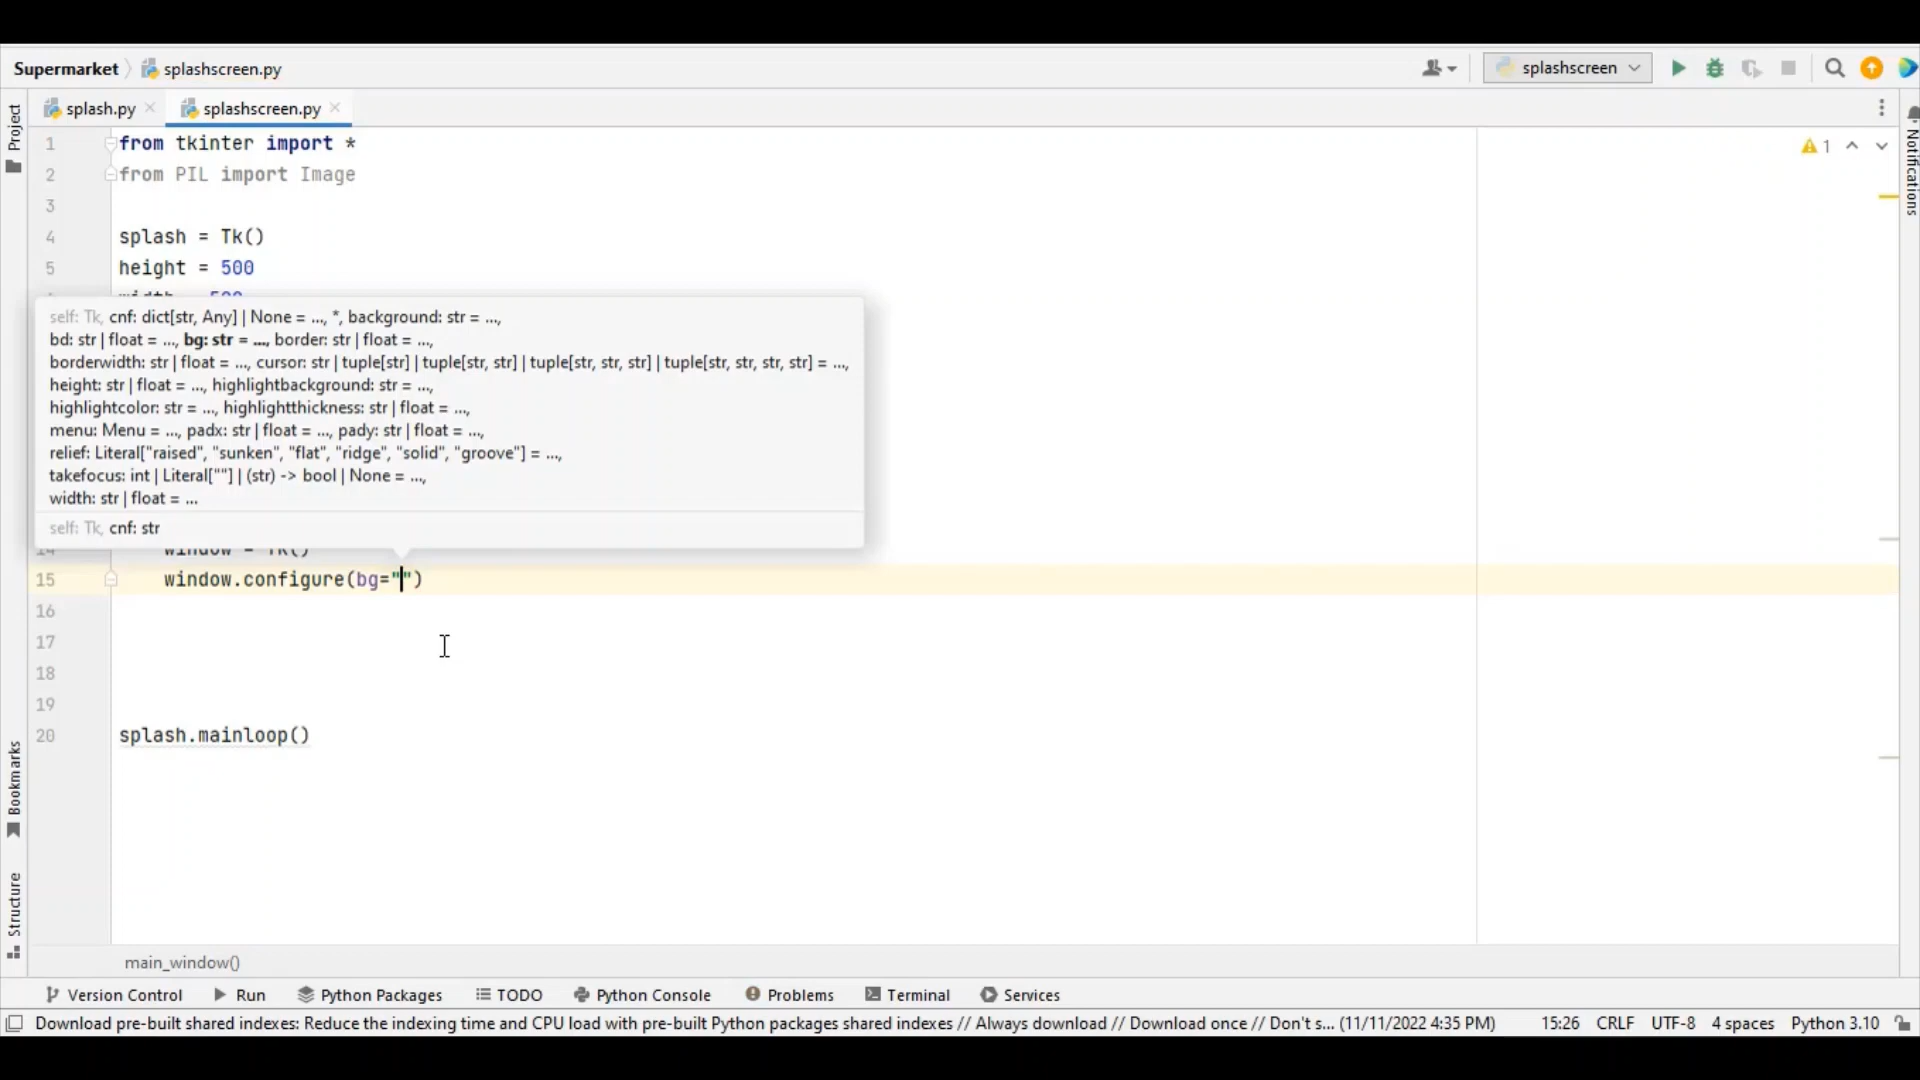 Supermarket splashscreen.py splashscreen
splash.py splashscreen.py
Project
Notifications
1 from tkinter import * 1
2 from PIL import Image
3
4 splash = Tk()
5 height = 500
self: Tk, cnf: dict[str, Any] | None = ..., *, background: str = ...,
bd: str | float = ..., bg: str = ..., border: str | float = ...,
borderwidth: str | float = ..., cursor: str | tuple[str] | tuple[str, str] | tuple[str, str, str] | tuple[str, str, str, str] = ...,
height: str | float = ..., highlightbackground: str = ...,
highlightcolor: str = ..., highlightthickness: str | float = ...,
menu: Menu = ..., padx: str | float = ..., pady: str | float = ...,
relief: Literal["raised", "sunken", "flat", "ridge", "solid", "groove"] = ...,
takefocus: int | Literal[""] | (str) -> bool | None = ...,
width: str | float = ...
self: Tk, cnf: str
14 window = Tk()
15 window.configure(bg="")
16
17
18
19
20 splash.mainloop()
Bookmarks
Structure
main_window()
Version Control Run Python Packages TODO Python Console Problems Terminal Services
Download pre-built shared indexes: Reduce the indexing time and CPU load with pre-built Python packages shared indexes // Always download // Download once // Don't s... (11/11/2022 4:35 PM) 15:26 CRLF UTF-8 4 spaces Python 3.10